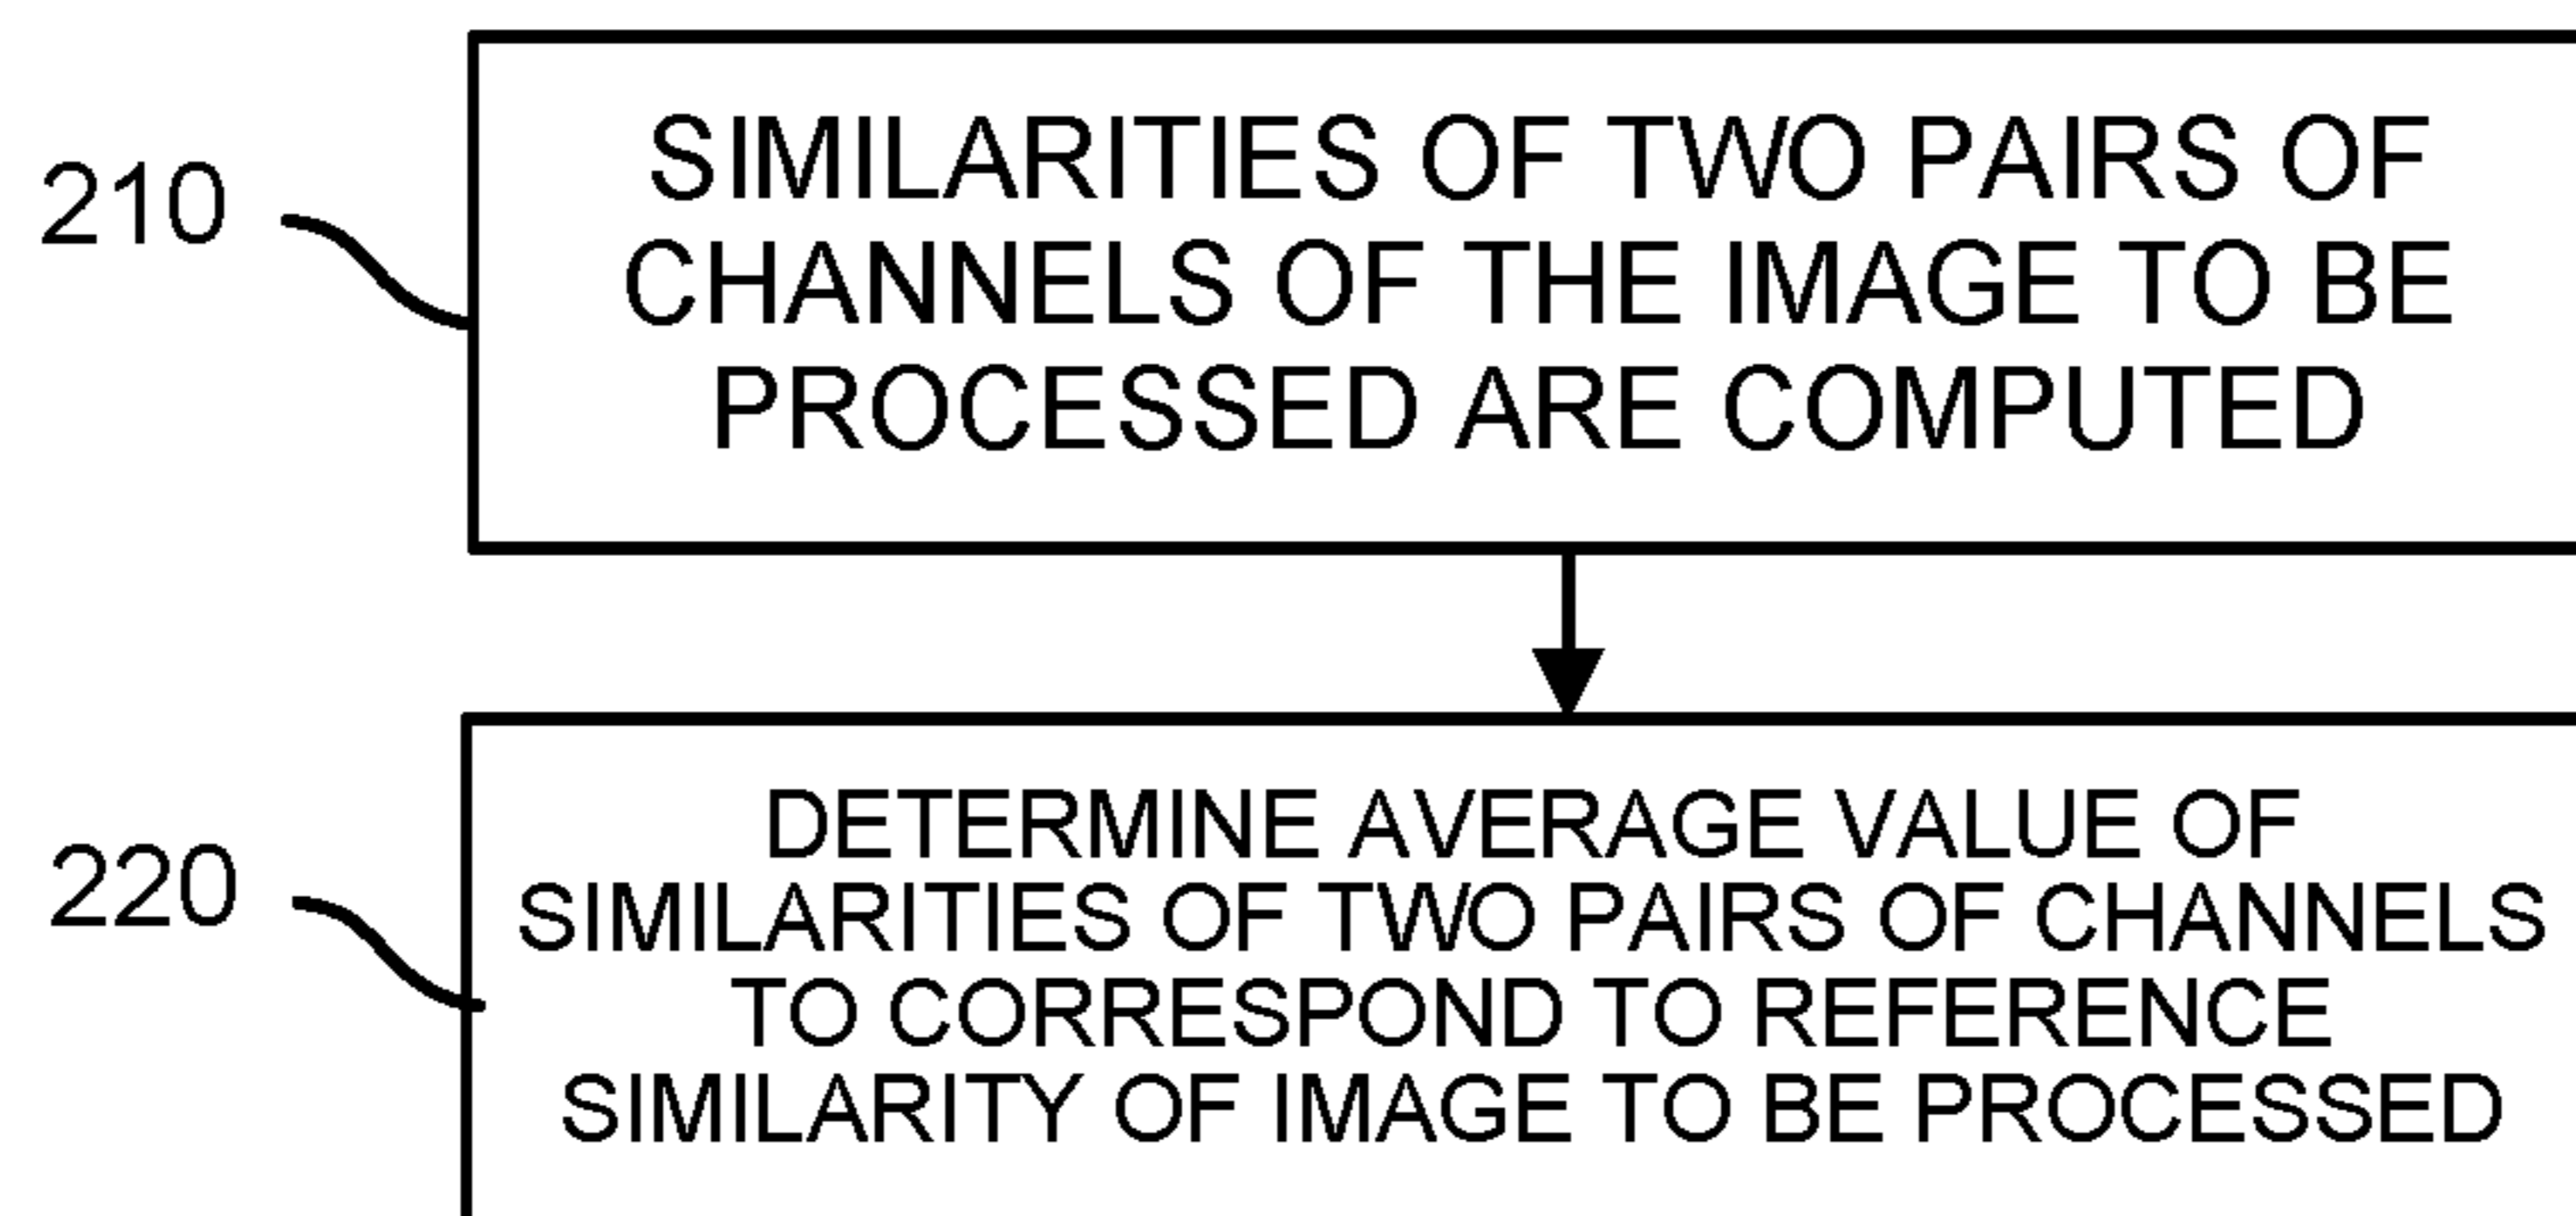 210
SIMILARITIES OF TWO PAIRS OF
CHANNELS OF THE IMAGE TO BE
PROCESSED ARE COMPUTED
220
DETERMINE AVERAGE VALUE OF
SIMILARITIES OF TWO PAIRS OF CHANNELS
TO CORRESPOND TO REFERENCE
SIMILARITY OF IMAGE TO BE PROCESSED